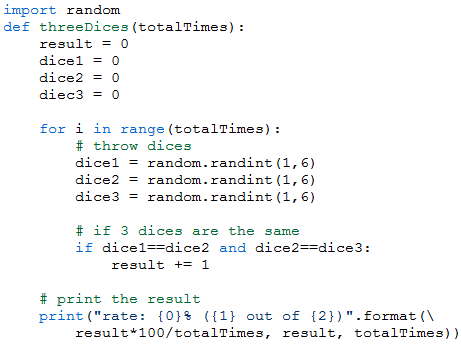 import random
def threeDices(totalTimes):
    result = 0
    dice1 = 0
    dice2 = 0
    diec3 = 0

    for i in range(totalTimes):
        # throw dices
        dice1 = random.randint(1,6)
        dice2 = random.randint(1,6)
        dice3 = random.randint(1,6)

        # if 3 dices are the same
        if dice1==dice2 and dice2==dice3:
            result += 1

    # print the result
    print("rate: {0}% ({1} out of {2})".format(\
        result*100/totalTimes, result, totalTimes))